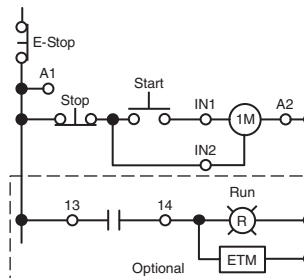 E-Stop
A1
Stop
Start
IN1
1M
A2
IN2
13
14
Run
R
ETM
Optional